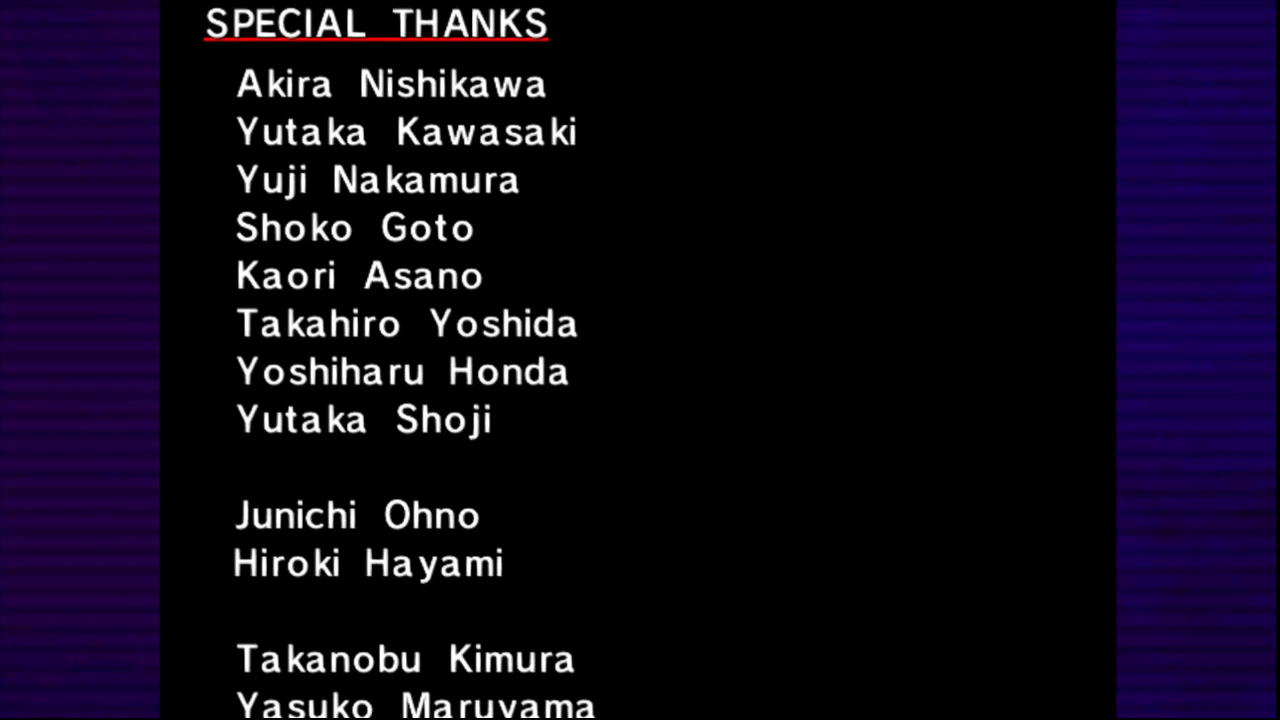 SPECIAL THANKS
Akira Nishikawa
Yutaka Kawasaki
Yuji Nakamura
Shoko Goto
Kaori Asano
Takahiro Yoshida
Yoshiharu Honda
Yutaka Shoji
Junichi Ohno
Hiroki Hayami
Takanobu Kimura
Yasuko Maruyama